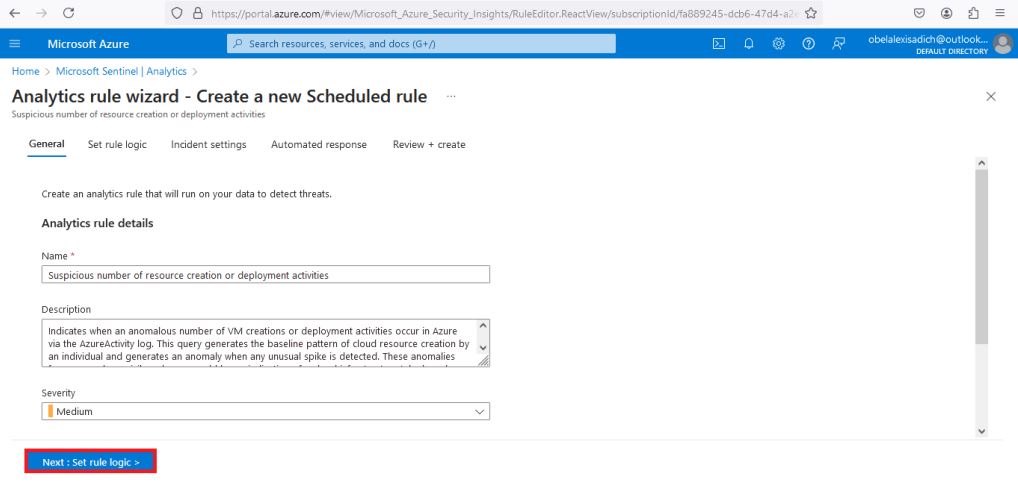 https://portal.azure.com/#view/Microsoft_Azure_Security_Insights/RuleEditor.ReactView/subscriptionId/fa889245-dcb6-47d4-a2e
Microsoft Azure
Search resources, services, and docs (G+/)
obelalexisadich@outlook...
DEFAULT DIRECTORY
Home > Microsoft Sentinel | Analytics >
Analytics rule wizard - Create a new Scheduled rule ...
Suspicious number of resource creation or deployment activities
General Set rule logic Incident settings Automated response Review + create
Create an analytics rule that will run on your data to detect threats.
Analytics rule details
Name *
Suspicious number of resource creation or deployment activities
Description
Indicates when an anomalous number of VM creations or deployment activities occur in Azure
via the AzureActivity log. This query generates the baseline pattern of cloud resource creation by
an individual and generates an anomaly when any unusual spike is detected. These anomalies
Severity
Medium
Next : Set rule logic >